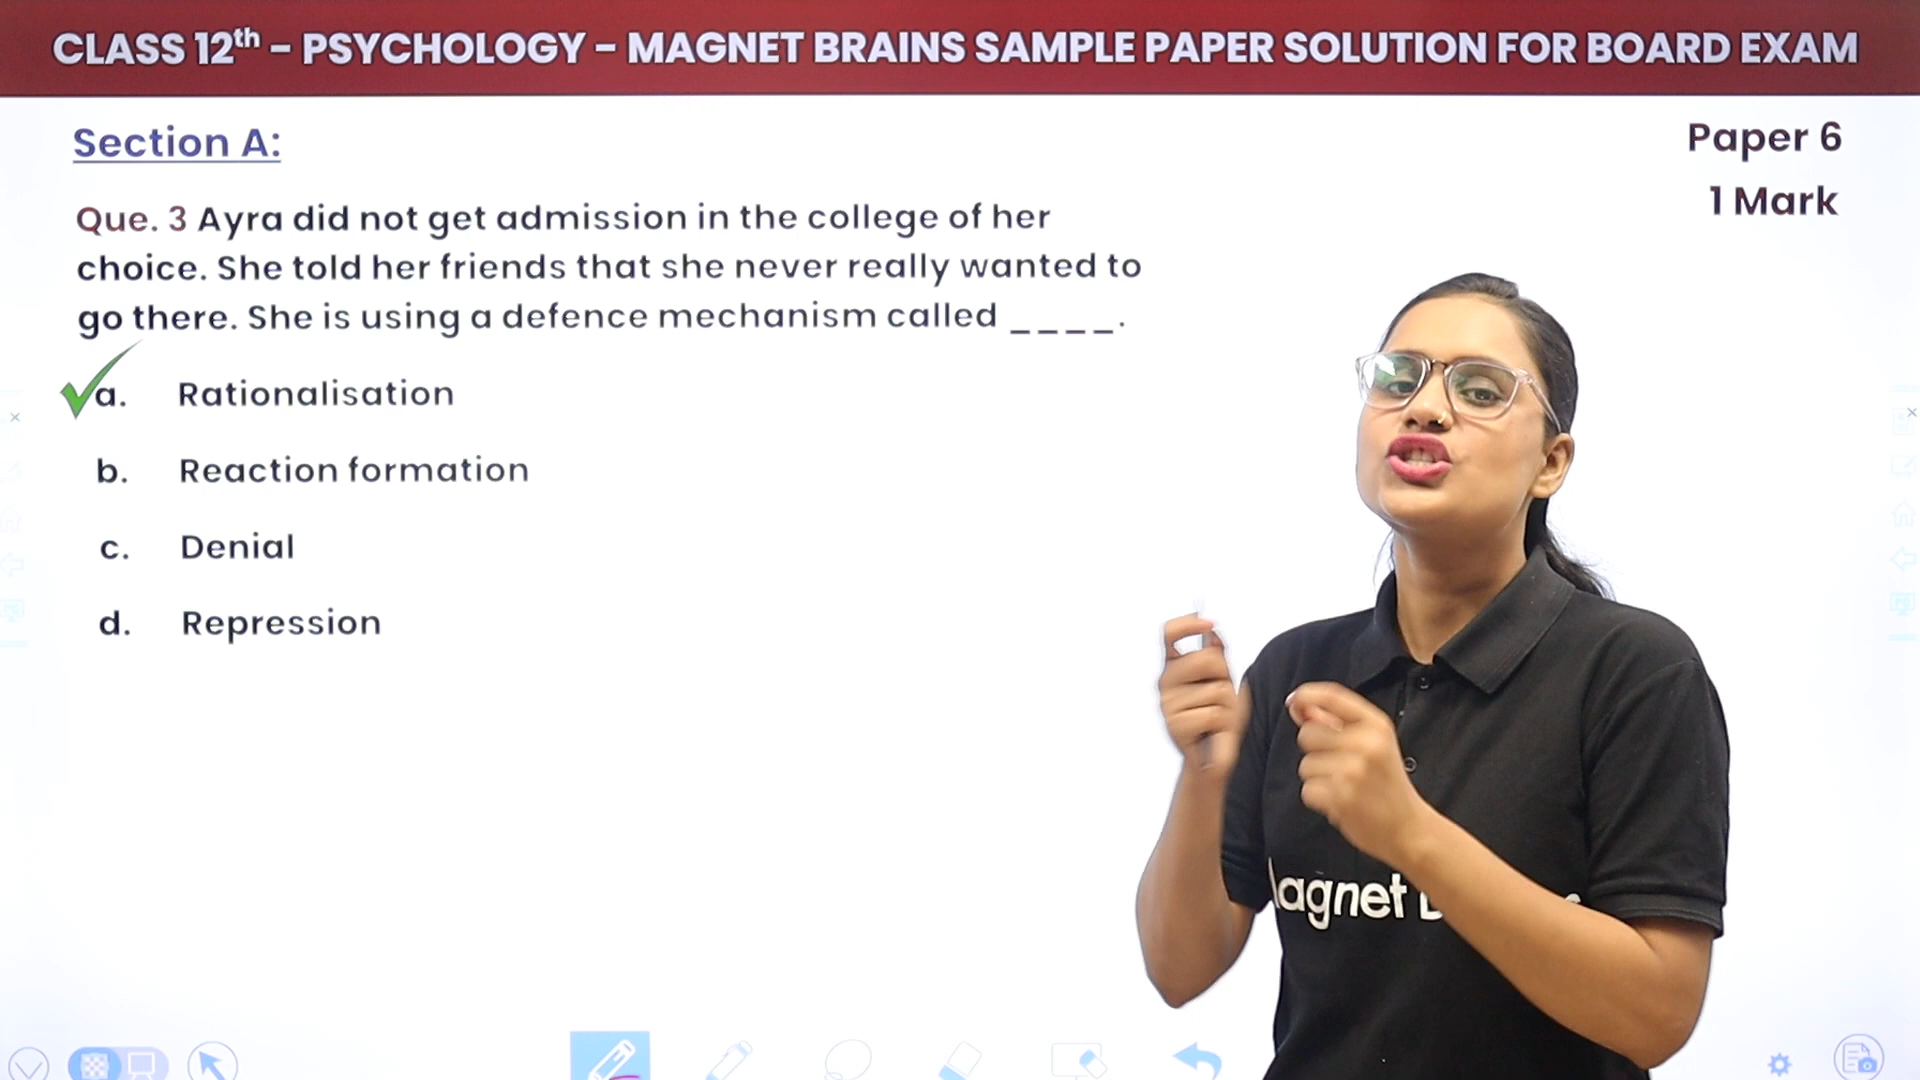 CLASS 12th – PSYCHOLOGY – MAGNET BRAINS SAMPLE PAPER SOLUTION FOR BOARD EXAM
Section A:
Paper 6
1 Mark
Que. 3 Ayra did not get admission in the college of her
choice. She told her friends that she never really wanted to
go there. She is using a defence mechanism called ____.
a. Rationalisation
b. Reaction formation
c. Denial
d. Repression
agnet